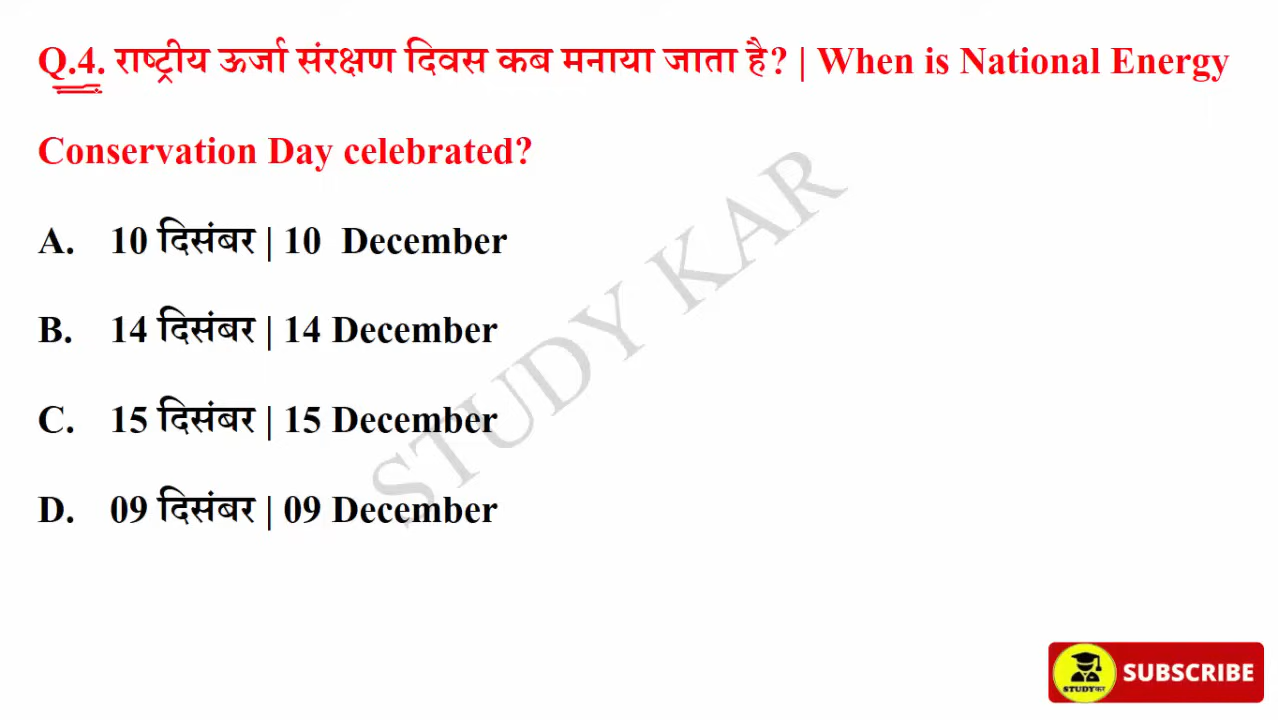 Q.4. राष्ट्रीय ऊर्जा संरक्षण दिवस कब मनाया जाता है? | When is National Energy
Conservation Day celebrated?
A. 10 दिसंबर | 10 December
B. 14 दिसंबर | 14 December
C. 15 दिसंबर | 15 December
D. 09 दिसंबर | 09 December
STUDY KAR
STUDYकर
SUBSCRIBE